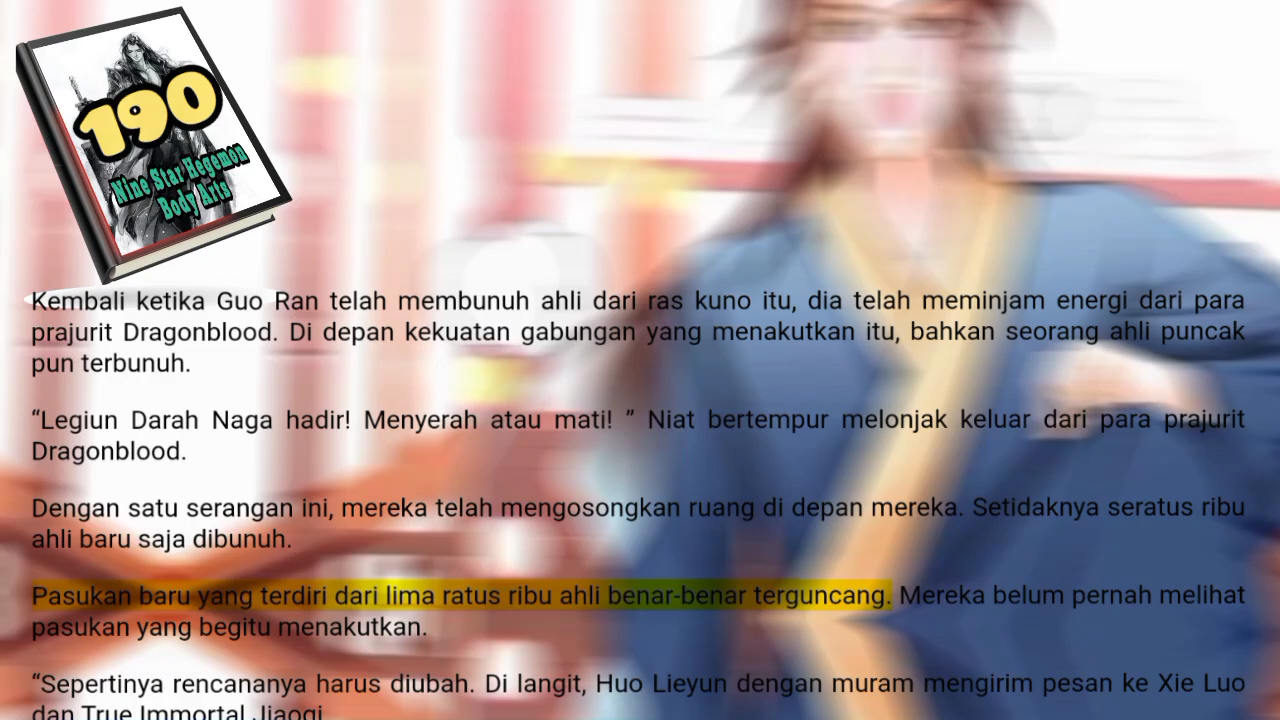 190
Nine Star Hegemon
Body Arts
Kembali ketika Guo Ran telah membunuh ahli dari ras kuno itu, dia telah meminjam energi dari para
prajurit Dragonblood. Di depan kekuatan gabungan yang menakutkan itu, bahkan seorang ahli puncak
pun terbunuh.
“Legiun Darah Naga hadir! Menyerah atau mati! ” Niat bertempur melonjak keluar dari para prajurit
Dragonblood.
Dengan satu serangan ini, mereka telah mengosongkan ruang di depan mereka. Setidaknya seratus ribu
ahli baru saja dibunuh.
Pasukan baru yang terdiri dari lima ratus ribu ahli benar-benar terguncang. Mereka belum pernah melihat
pasukan yang begitu menakutkan.
“Sepertinya rencananya harus diubah. Di langit, Huo Lieyun dengan muram mengirim pesan ke Xie Luo
dan True Immortal Jiaoqi.